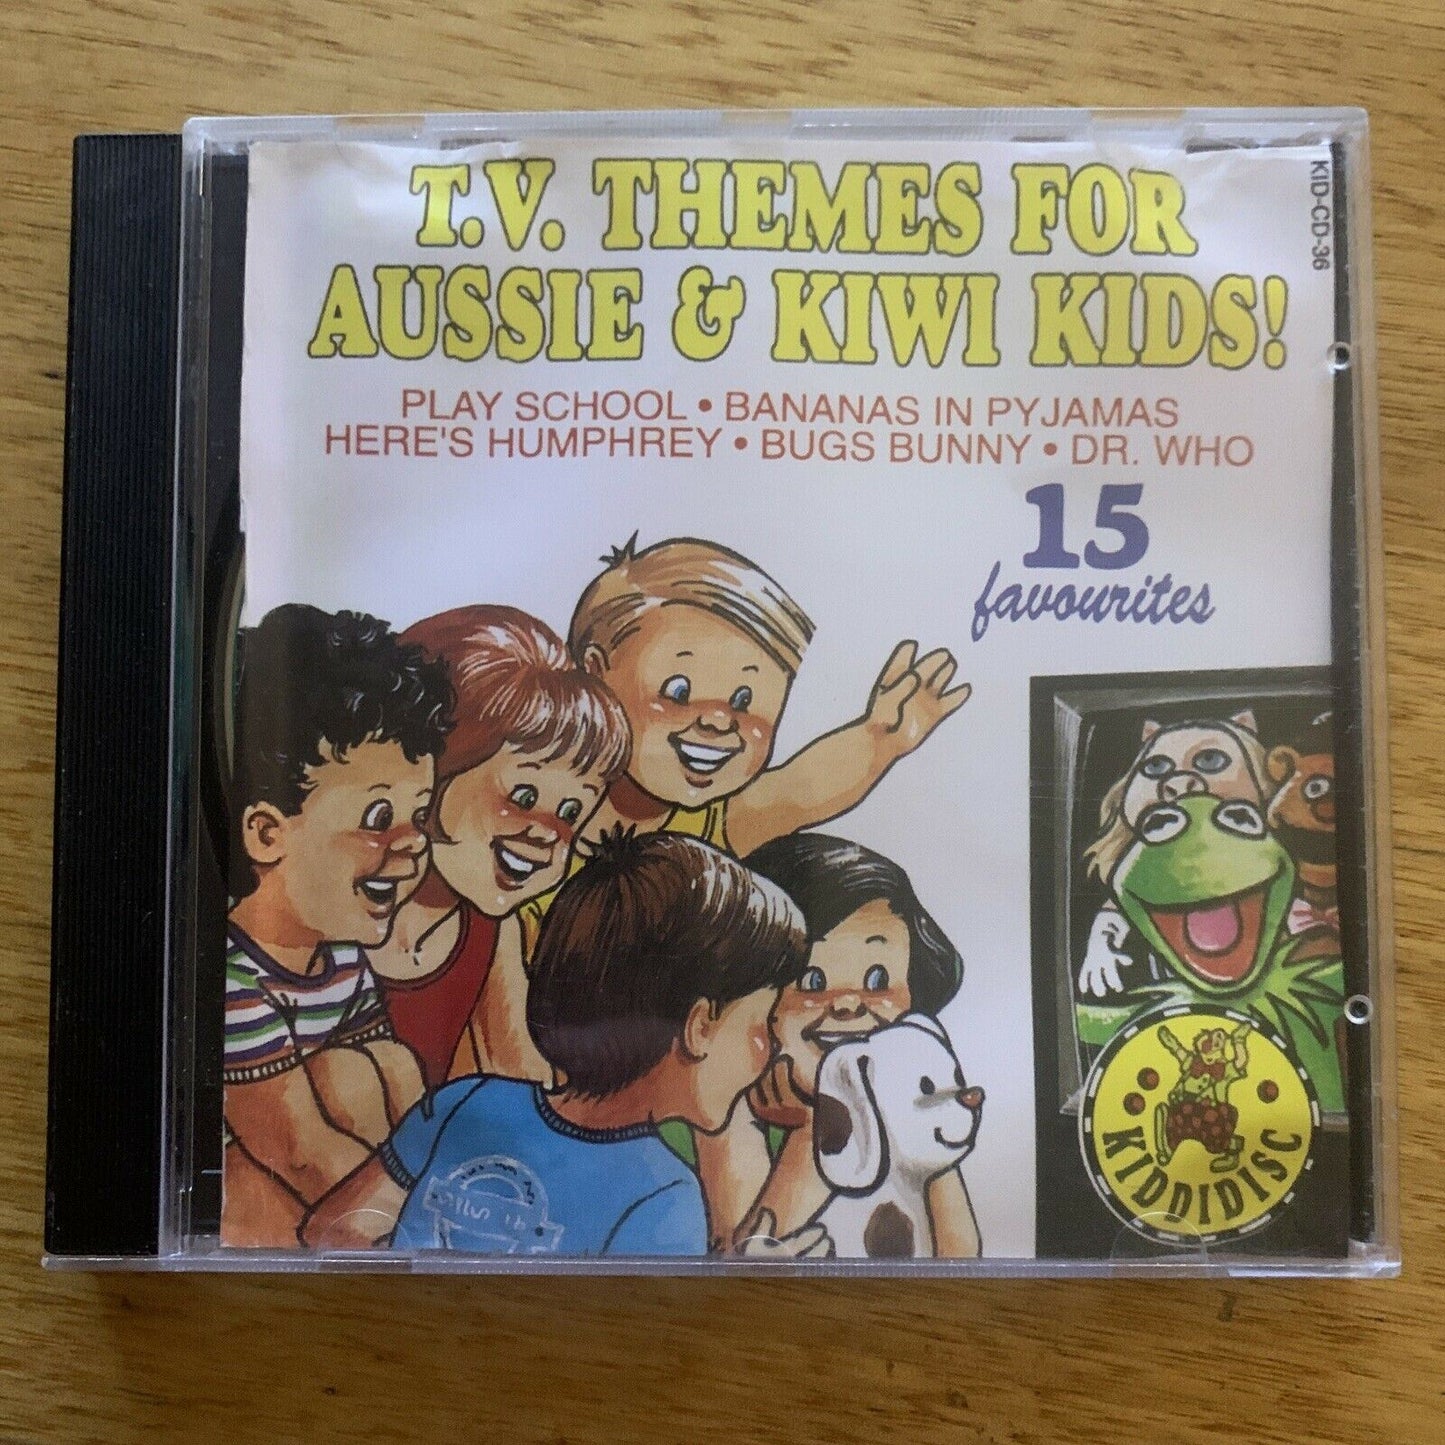 T.V. THEMES FOR
AUSSIE & KIWI KIDS!
PLAY SCHOOL • BANANAS IN PYJAMAS
HERE'S HUMPHREY • BUGS BUNNY • DR. WHO
15
favourites
KID-CD-36
KIDDIDISC